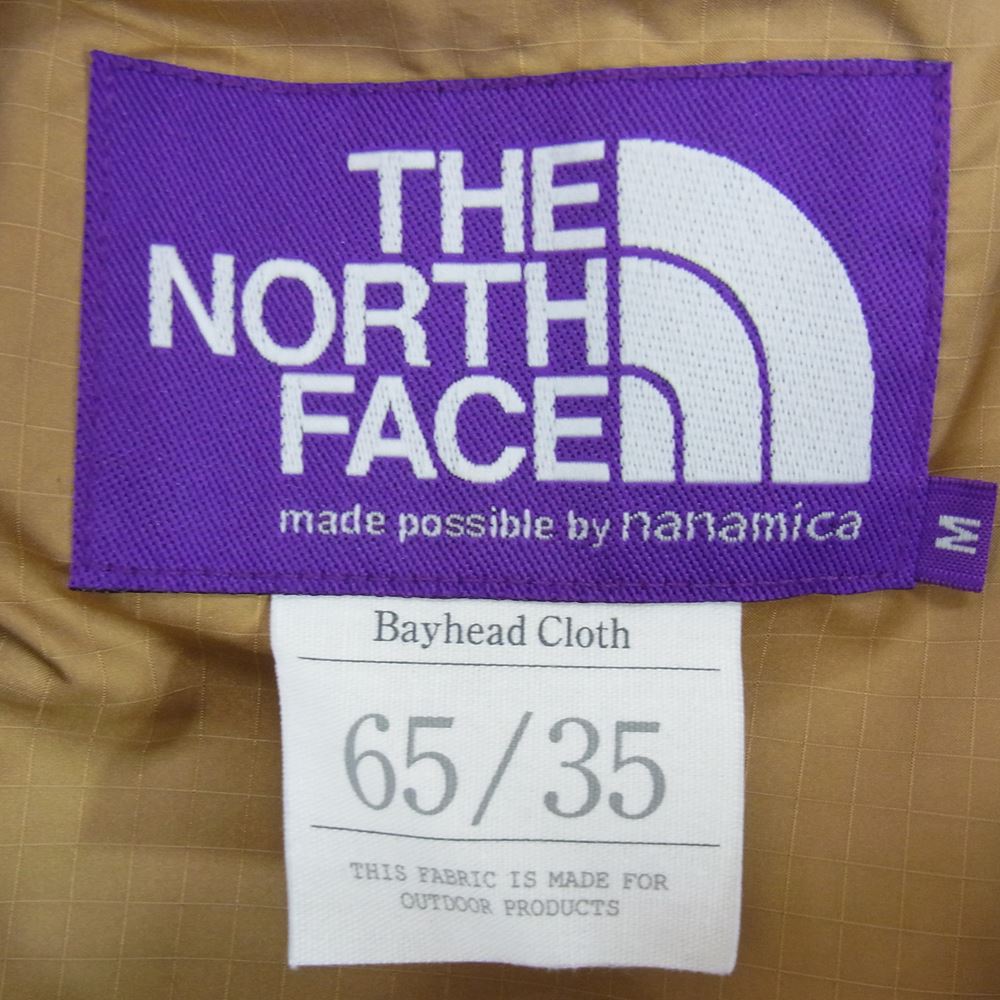 THE
NORTH
FACE
made possible by nanamica
M
Bayhead Cloth
65/35
THIS FABRIC IS MADE FOR
OUTDOOR PRODUCTS